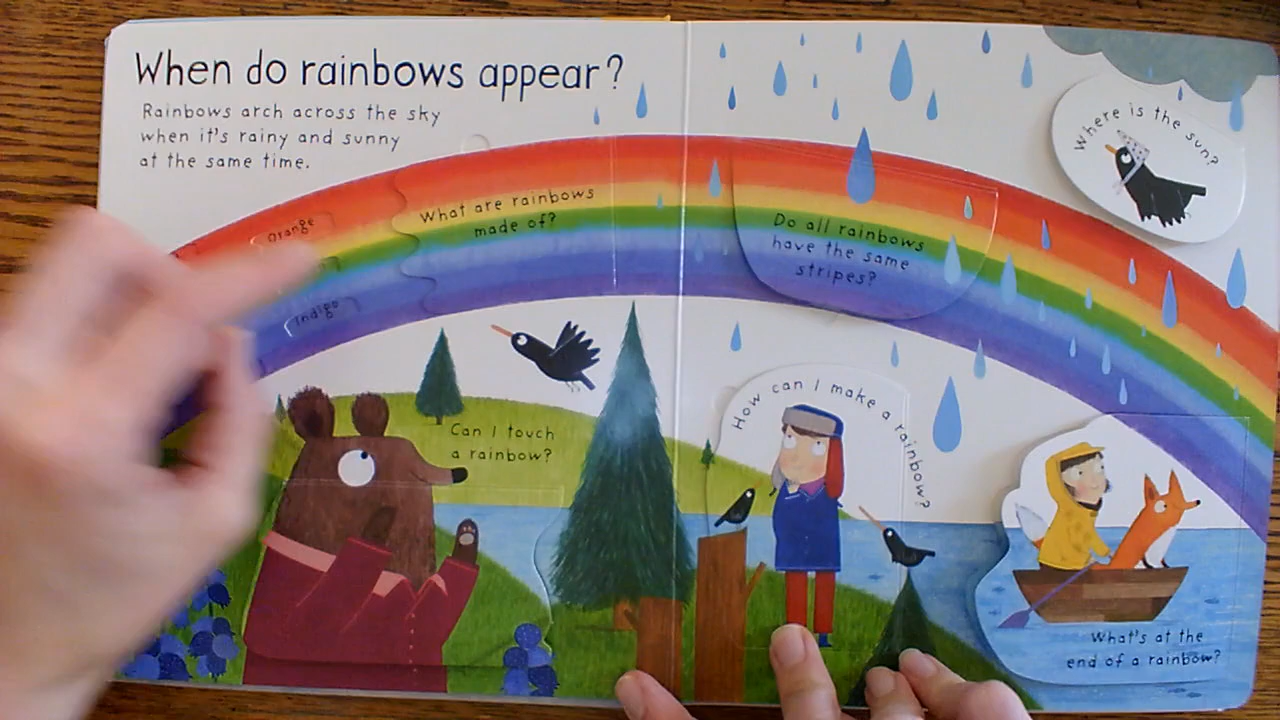 When do rainbows appear?
Rainbows arch across the sky
when it's rainy and sunny
at the same time.
Where is the sun?
Orange
What are rainbows
made of?
Do all rainbows
have the same
stripes?
Indigo
Can I touch
a rainbow?
How can I make a rainbow?
What's at the
end of a rainbow?